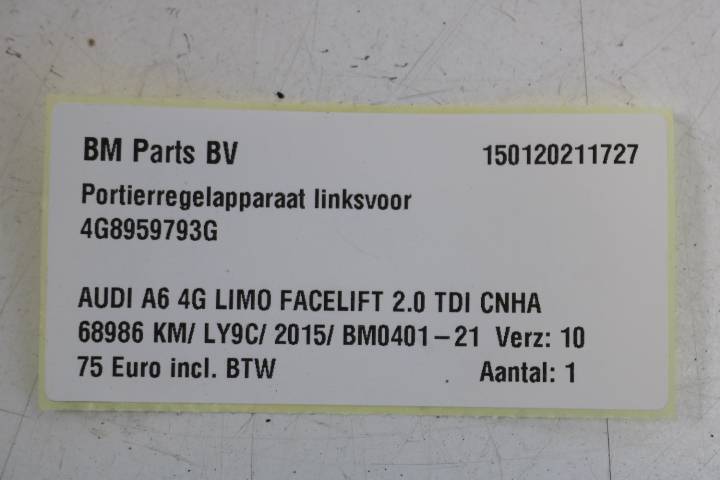 BM Parts BV 150120211727
Portierregelapparaat linksvoor
4G8959793G
AUDI A6 4G LIMO FACELIFT 2.0 TDI CNHA
68986 KM/ LY9C/ 2015/ BM0401-21 Verz: 10
75 Euro incl. BTW Aantal: 1